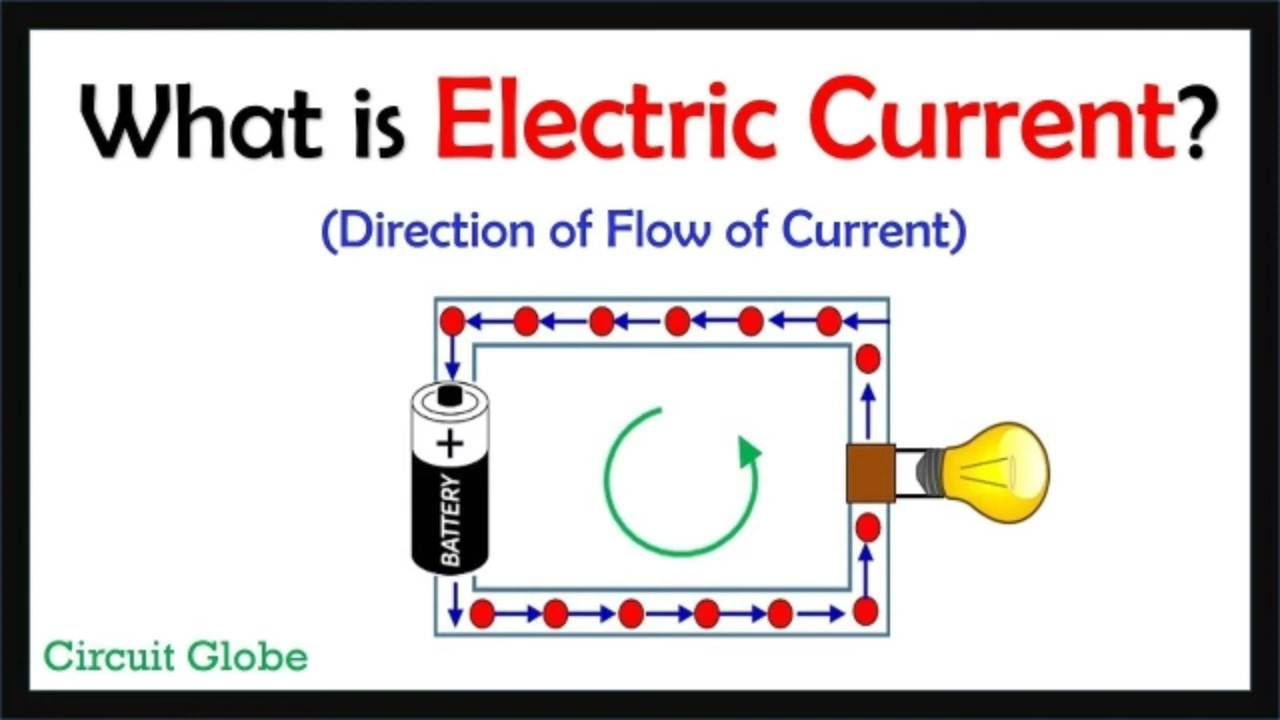 What is Electric Current?
(Direction of Flow of Current)
+
BATTERY
Circuit Globe